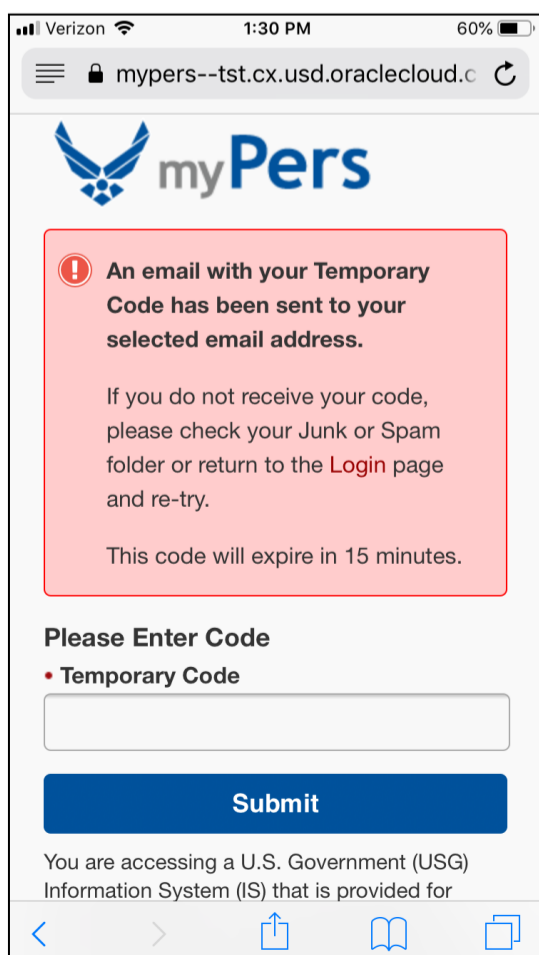 Verizon 1:30 PM 60%
mypers--tst.cx.usd.oraclecloud.c
myPers
An email with your Temporary
Code has been sent to your
selected email address.
If you do not receive your code,
please check your Junk or Spam
folder or return to the Login page
and re-try.
This code will expire in 15 minutes.
Please Enter Code
• Temporary Code
Submit
You are accessing a U.S. Government (USG)
Information System (IS) that is provided for